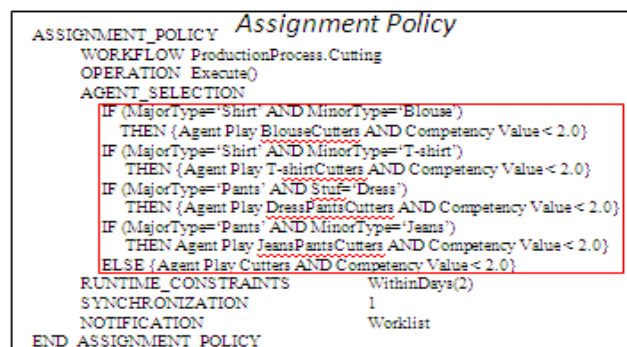 Assignment Policy
ASSIGNMENT_POLICY
WORKFLOW ProductionProcess.Cutting
OPERATION Execute()
AGENT_SELECTION
IF (MajorType=‘Shirt’ AND MinorType=‘Blouse’)
THEN {Agent Play BlouseCutters AND Competency Value < 2.0}
IF (MajorType=‘Shirt’ AND MinorType=‘T-shirt’)
THEN {Agent Play T-shirtCutters AND Competency Value < 2.0}
IF (MajorType=‘Pants’ AND Stuf=‘Dress’)
THEN {Agent Play DressPantsCutters AND Competency Value < 2.0}
IF (MajorType=‘Pants’ AND MinorType=‘Jeans’)
THEN Agent Play JeansPantsCutters AND Competency Value < 2.0}
ELSE {Agent Play Cutters AND Competency Value < 2.0}
RUNTIME_CONSTRAINTS WithinDays(2)
SYNCHRONIZATION 1
NOTIFICATION Worklist
END_ASSIGNMENT_POLICY